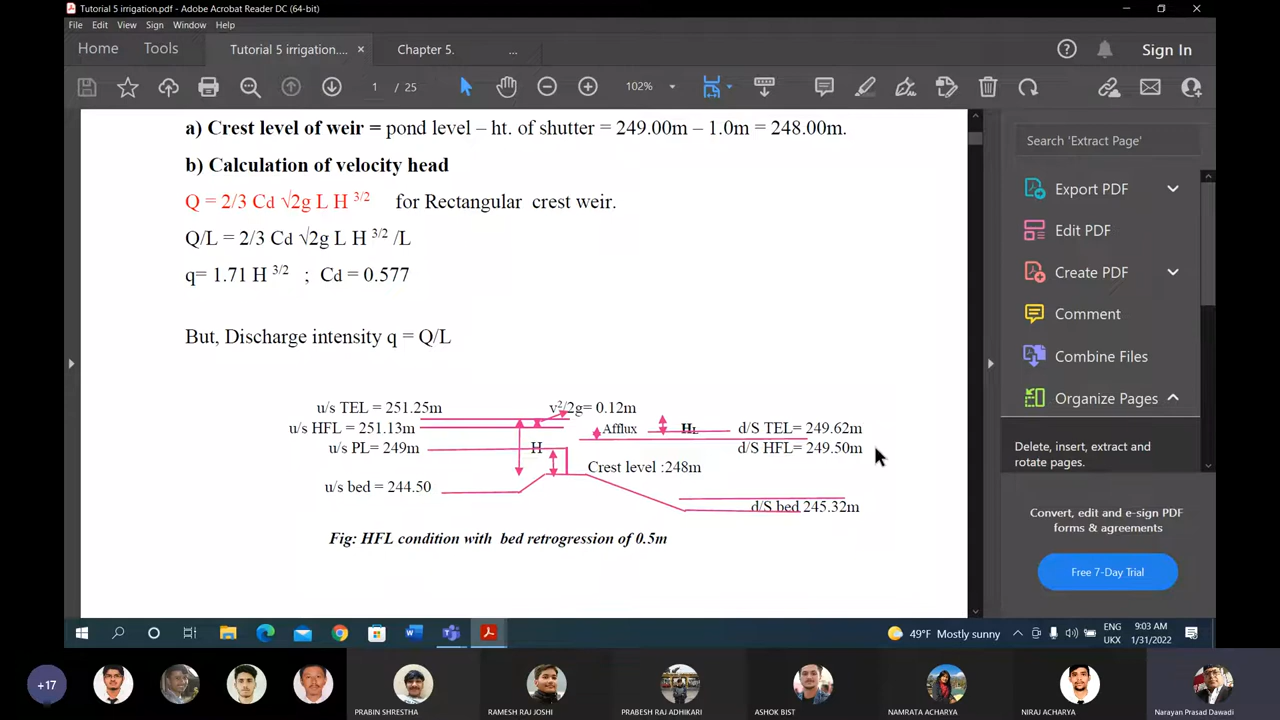 Tutorial 5 irrigation.pdf - Adobe Acrobat Reader DC (64-bit)
File Edit View Sign Window Help
Home Tools Tutorial 5 irrigation.... × Chapter 5. ... Sign In
1 / 25 102%
a) Crest level of weir = pond level – ht. of shutter = 249.00m – 1.0m = 248.00m.
b) Calculation of velocity head
Q = 2/3 Cd √2g L H 3/2 for Rectangular crest weir.
Q/L = 2/3 Cd √2g L H 3/2 /L
q= 1.71 H 3/2 ; Cd = 0.577
But, Discharge intensity q = Q/L
u/s TEL = 251.25m v²/2g= 0.12m
u/s HFL = 251.13m Afflux HL d/S TEL= 249.62m
u/s PL= 249m H d/S HFL= 249.50m
Crest level :248m
u/s bed = 244.50
d/S bed 245.32m
Fig: HFL condition with bed retrogression of 0.5m
Search 'Extract Page'
Export PDF
Edit PDF
Create PDF
Comment
Combine Files
Organize Pages
Delete, insert, extract and
rotate pages.
Convert, edit and e-sign PDF
forms & agreements
Free 7-Day Trial
49°F Mostly sunny ENG 9:03 AM
UKX 1/31/2022
+17 PRABIN SHRESTHA RAMESH RAJ JOSHI PRABESH RAJ ADHIKARI ASHOK BIST NAMRATA ACHARYA NIRAJ ACHARYA Narayan Prasad Dawadi